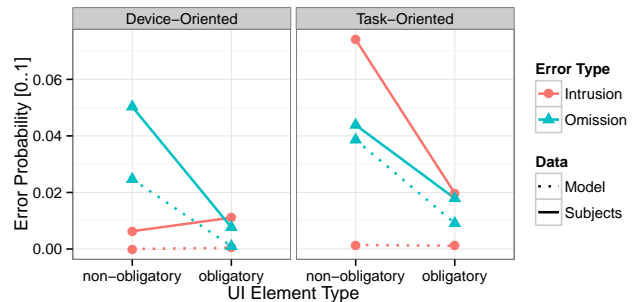 Device−Oriented
Task−Oriented
Error Probability [0..1]
0.06
0.04
0.02
0.00
non−obligatory
obligatory
non−obligatory
obligatory
UI Element Type
Error Type
Intrusion
Omission
Data
Model
Subjects